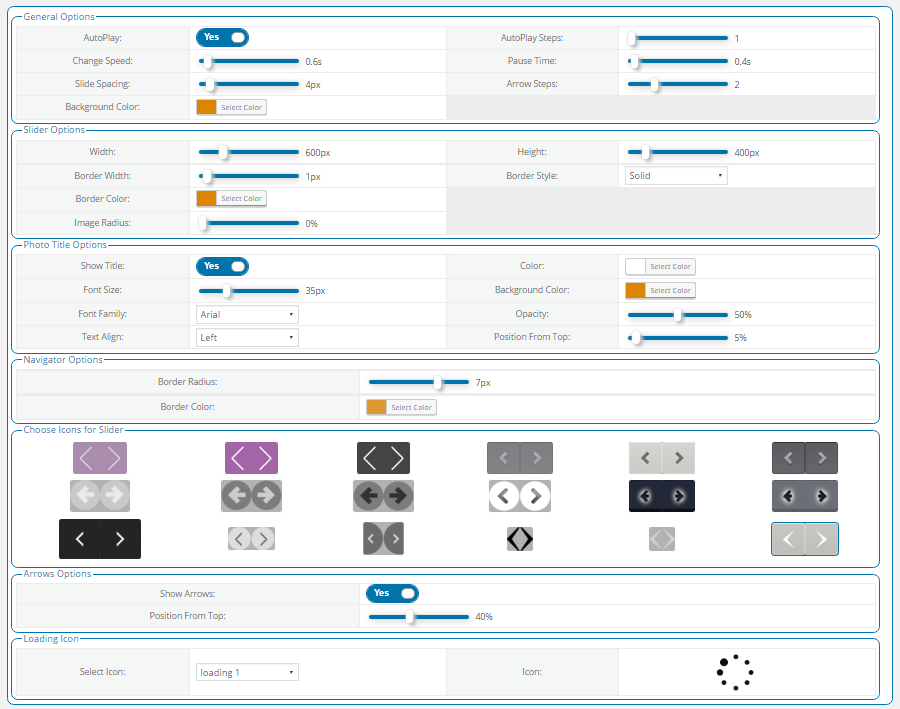 General Options
AutoPlay: Yes AutoPlay Steps: 1
Change Speed: 0.6s Pause Time: 0.4s
Slide Spacing: 4px Arrow Steps: 2
Background Color: Select Color
Slider Options
Width: 600px Height: 400px
Border Width: 1px Border Style: Solid
Border Color: Select Color
Image Radius: 0%
Photo Title Options
Show Title: Yes Color: Select Color
Font Size: 35px Background Color: Select Color
Font Family: Arial Opacity: 50%
Text Align: Left Position From Top: 5%
Navigator Options
Border Radius: 7px
Border Color: Select Color
Choose Icons for Slider
Arrows Options
Show Arrows: Yes
Position From Top: 40%
Loading Icon
Select Icon: loading 1 Icon: